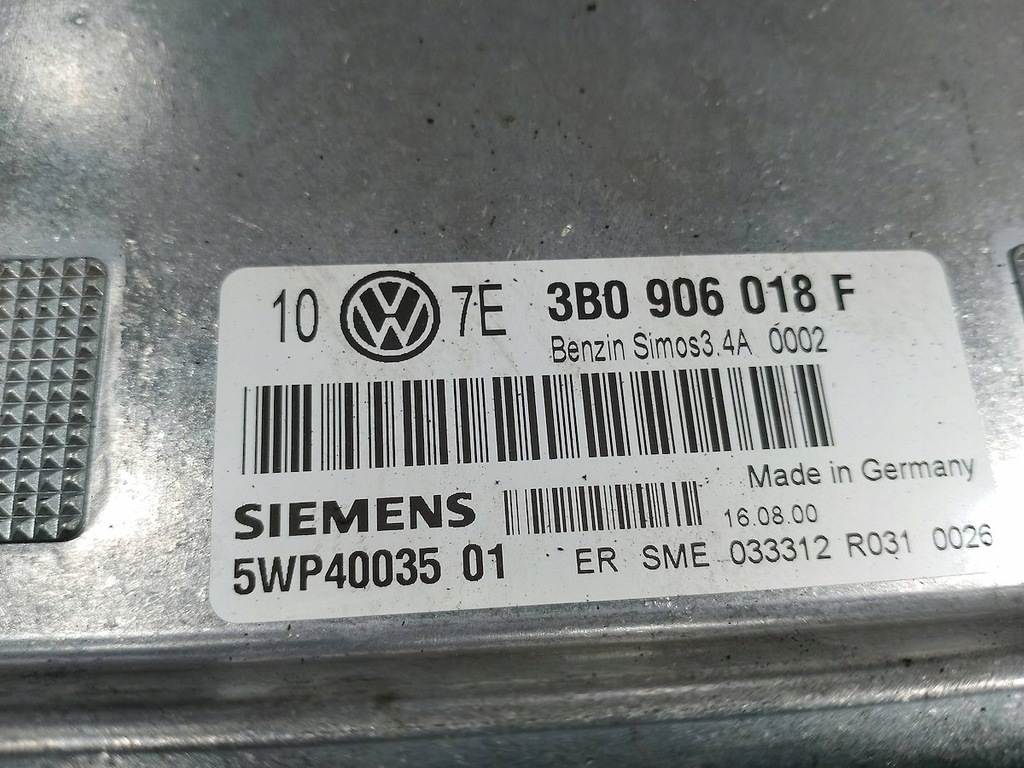 10 VW 7E 3B0 906 018 F
Benzin Simos3.4A 0002
Made in Germany
SIEMENS 16.08.00
5WP40035 01 ER SME 033312 R031 0026